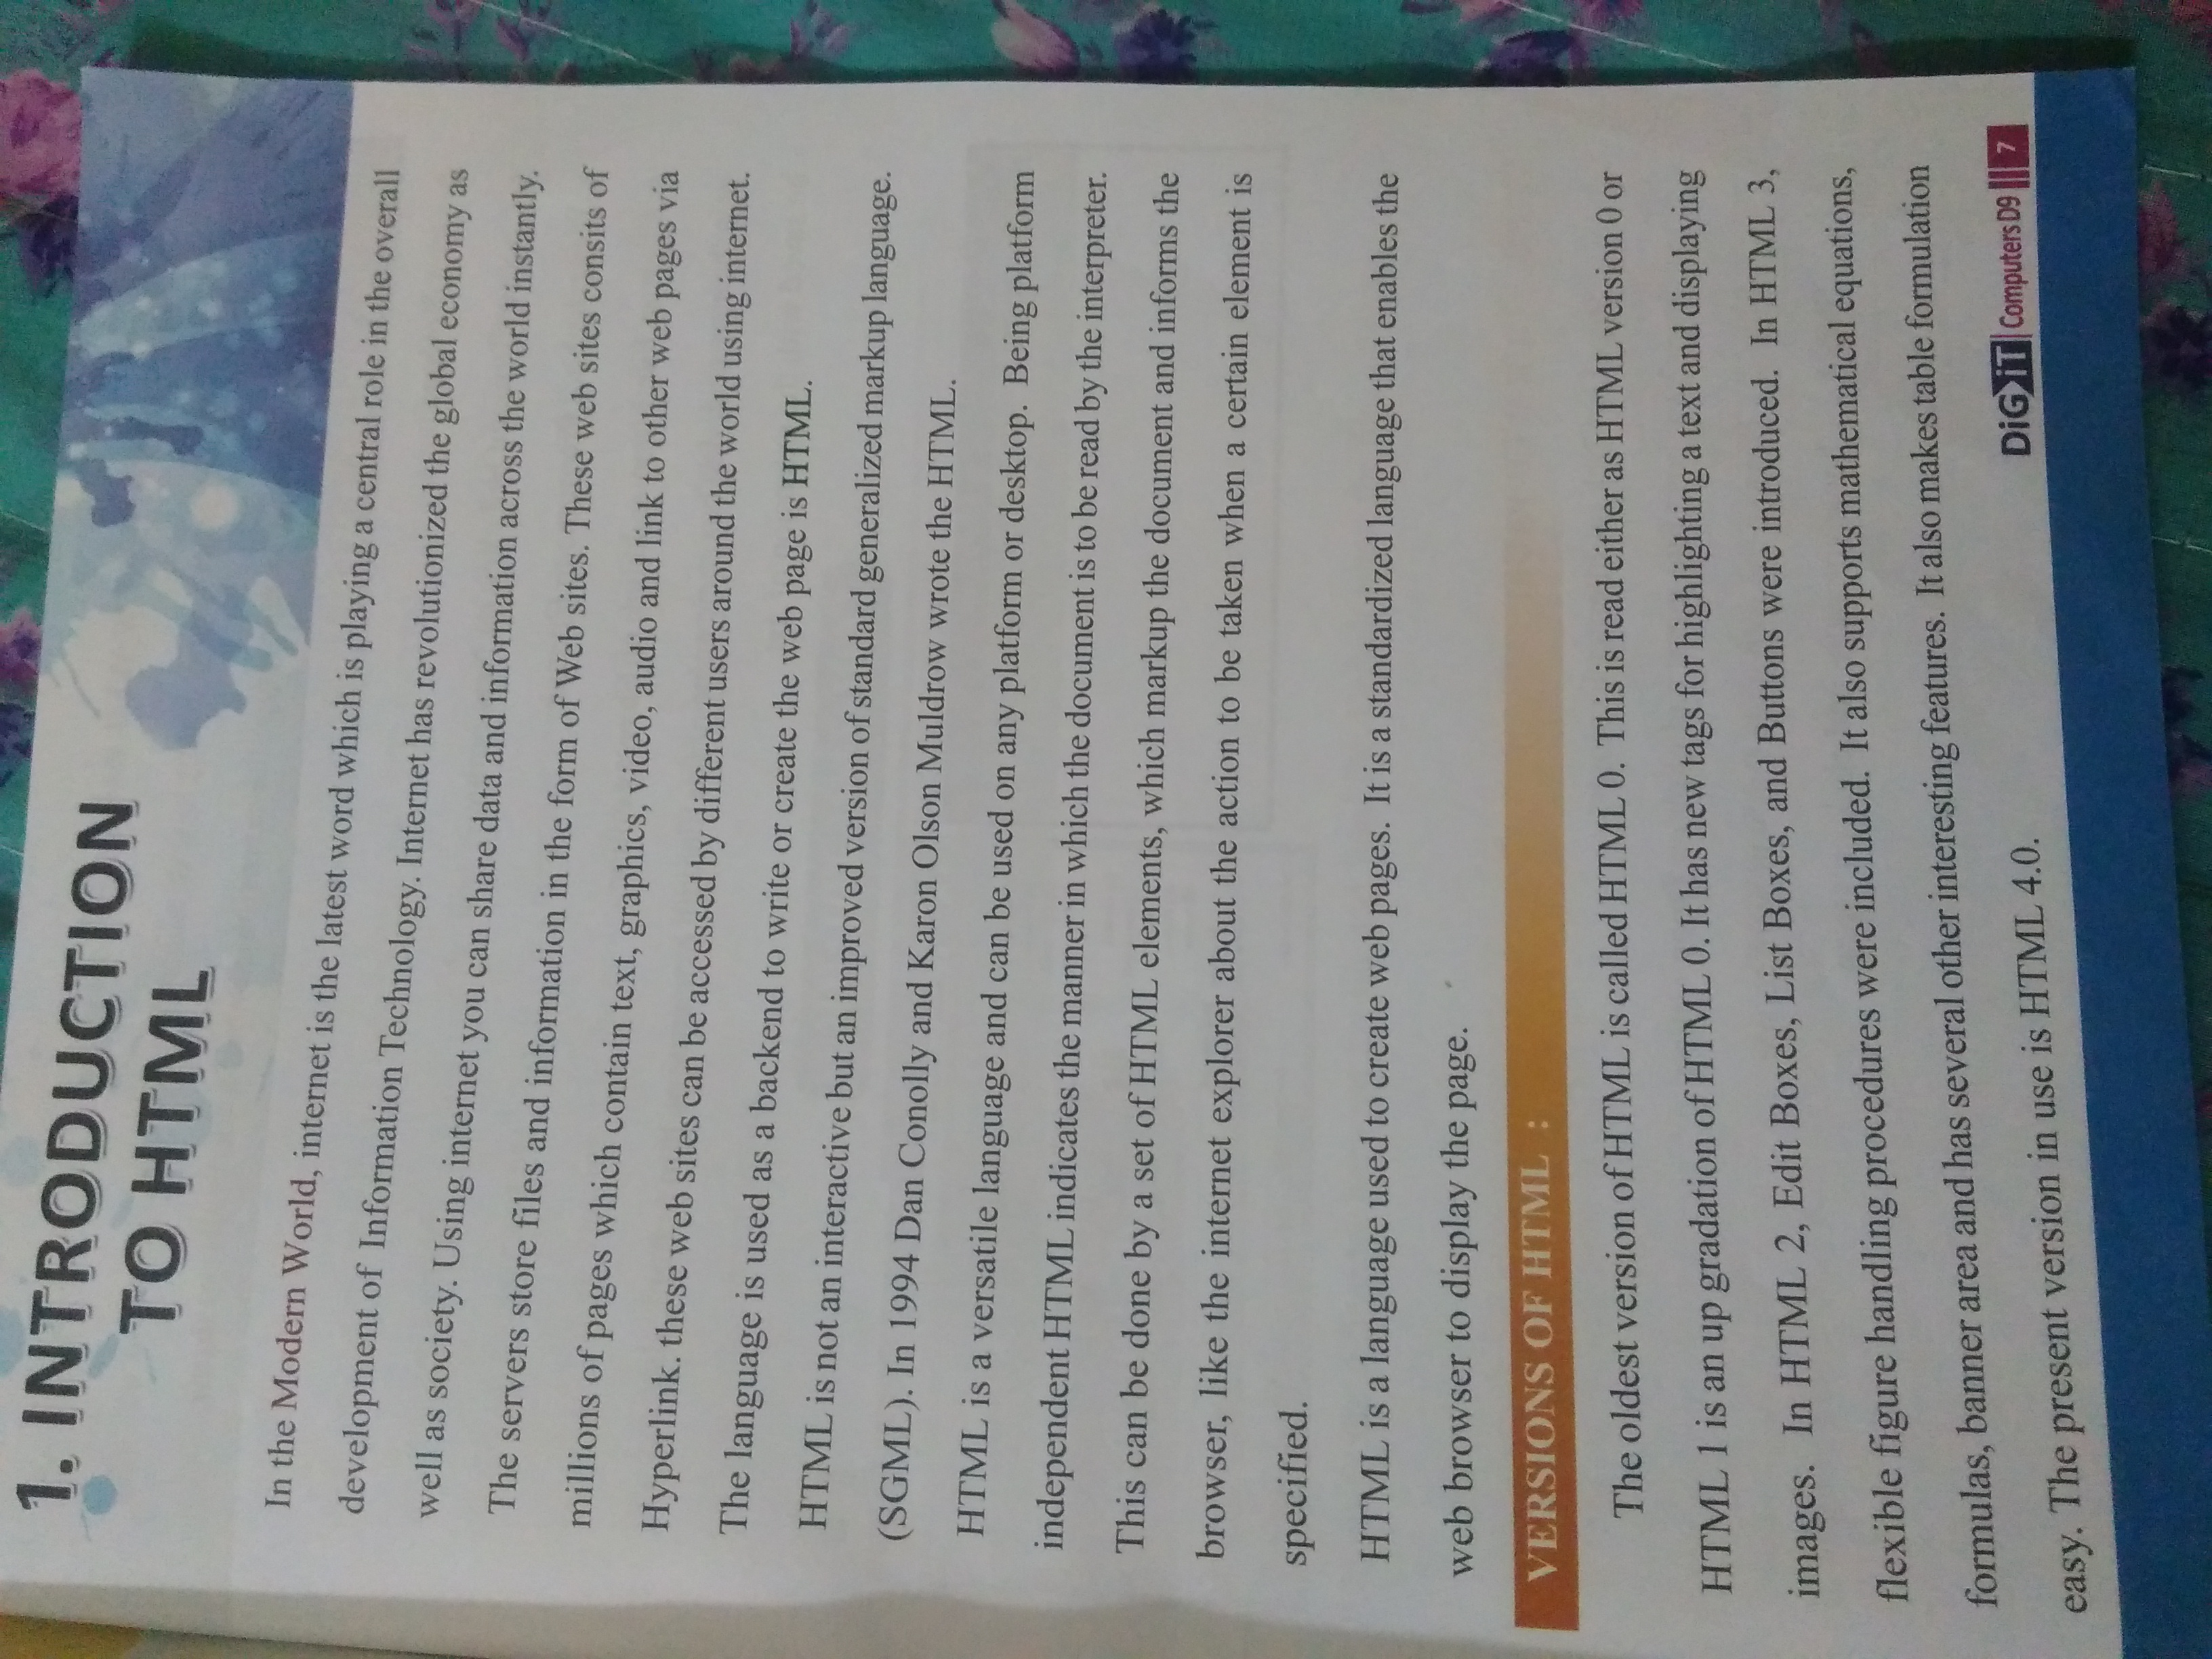 1. INTRODUCTION
TO HTML
In the Modern World, internet is the latest word which is playing a central role in the overall
development of Information Technology. Internet has revolutionized the global economy as
well as society. Using internet you can share data and information across the world instantly.
The servers store files and information in the form of Web sites. These web sites consits of
millions of pages which contain text, graphics, video, audio and link to other web pages via
Hyperlink. these web sites can be accessed by different users around the world using internet.
The language is used as a backend to write or create the web page is HTML.
HTML is not an interactive but an improved version of standard generalized markup language.
(SGML). In 1994 Dan Conolly and Karon Olson Muldrow wrote the HTML.
HTML is a versatile language and can be used on any platform or desktop. Being platform
independent HTML indicates the manner in which the document is to be read by the interpreter.
This can be done by a set of HTML elements, which markup the document and informs the
browser, like the internet explorer about the action to be taken when a certain element is
specified.
HTML is a language used to create web pages. It is a standardized language that enables the
web browser to display the page.
VERSIONS OF HTML :
The oldest version of HTML is called HTML 0. This is read either as HTML version 0 or
HTML 1 is an up gradation of HTML 0. It has new tags for highlighting a text and displaying
images. In HTML 2, Edit Boxes, List Boxes, and Buttons were introduced. In HTML 3,
flexible figure handling procedures were included. It also supports mathematical equations,
formulas, banner area and has several other interesting features. It also makes table formulation
easy. The present version in use is HTML 4.0.
DiGiT Computers D9 7